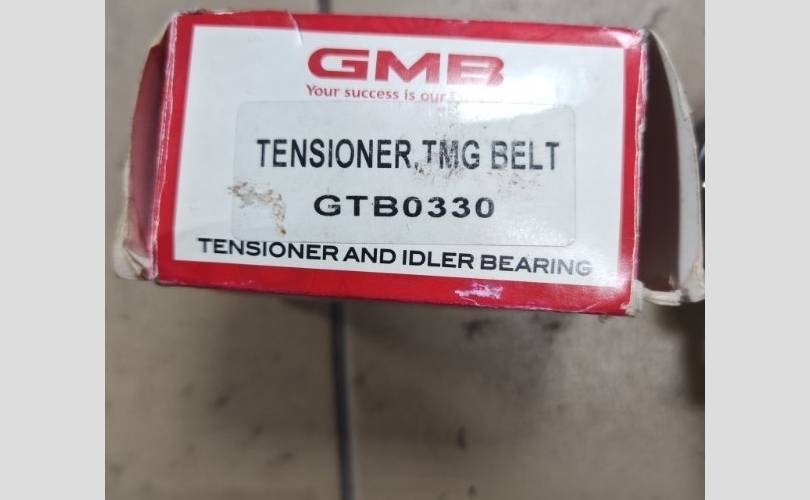 GMB
Your success is our
TENSIONER,TMG BELT
GTB0330
TENSIONER AND IDLER BEARING